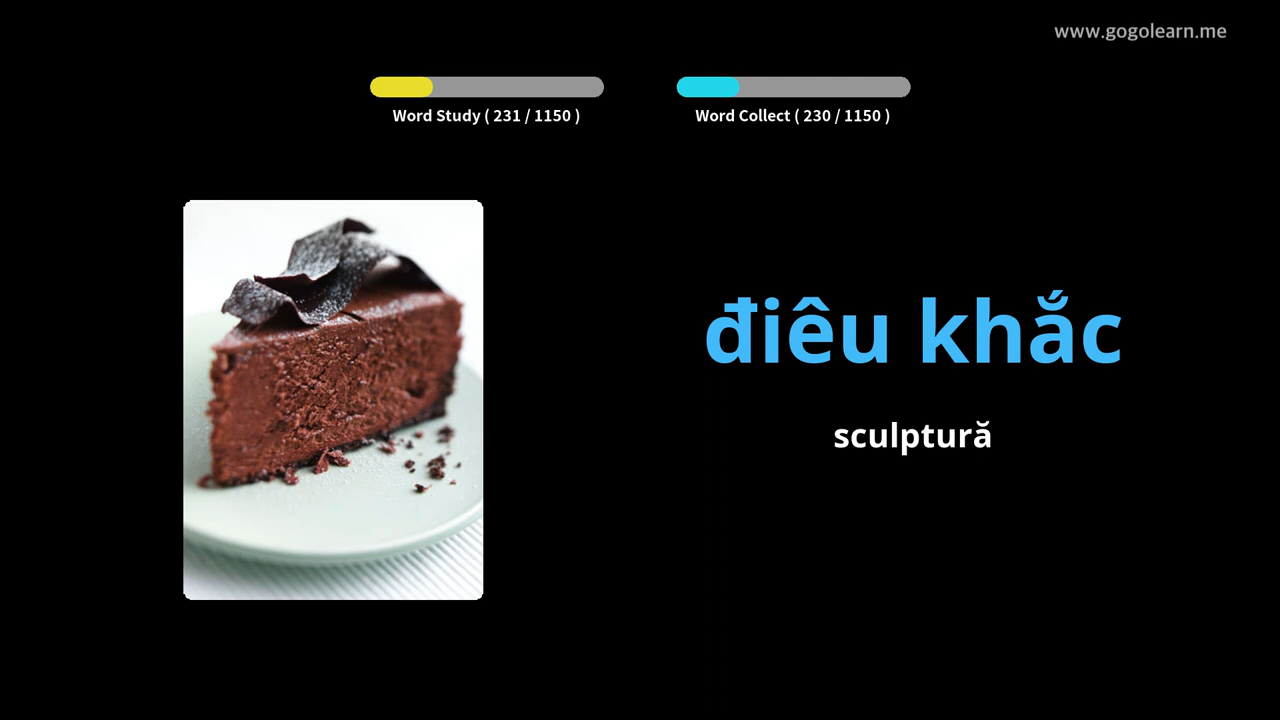 www.gogolearn.me
Word Study ( 231 / 1150 )
Word Collect ( 230 / 1150 )
điêu khắc
sculptură